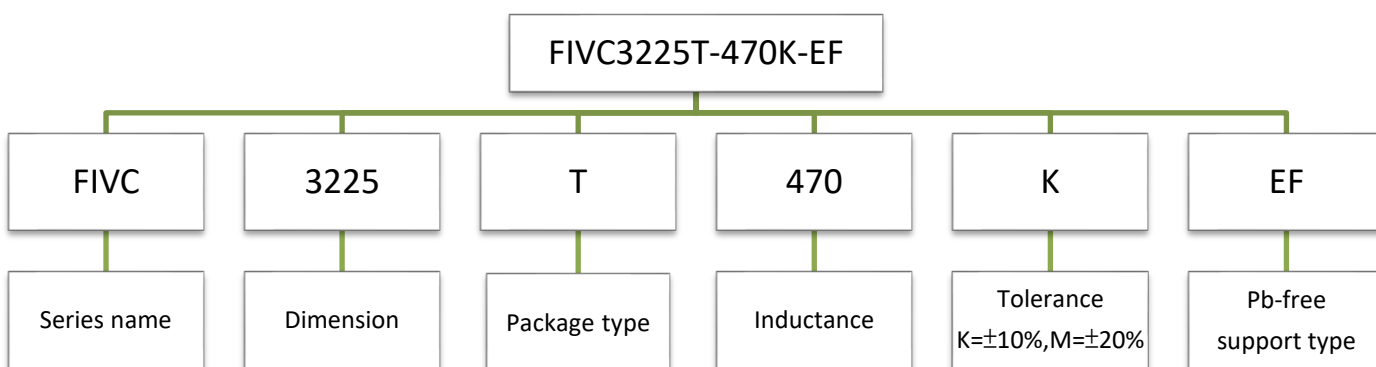 FIVC3225T-470K-EF
FIVC
3225
T
470
K
EF
Series name
Dimension
Package type
Inductance
Tolerance
K=±10%,M=±20%
Pb-free
support type